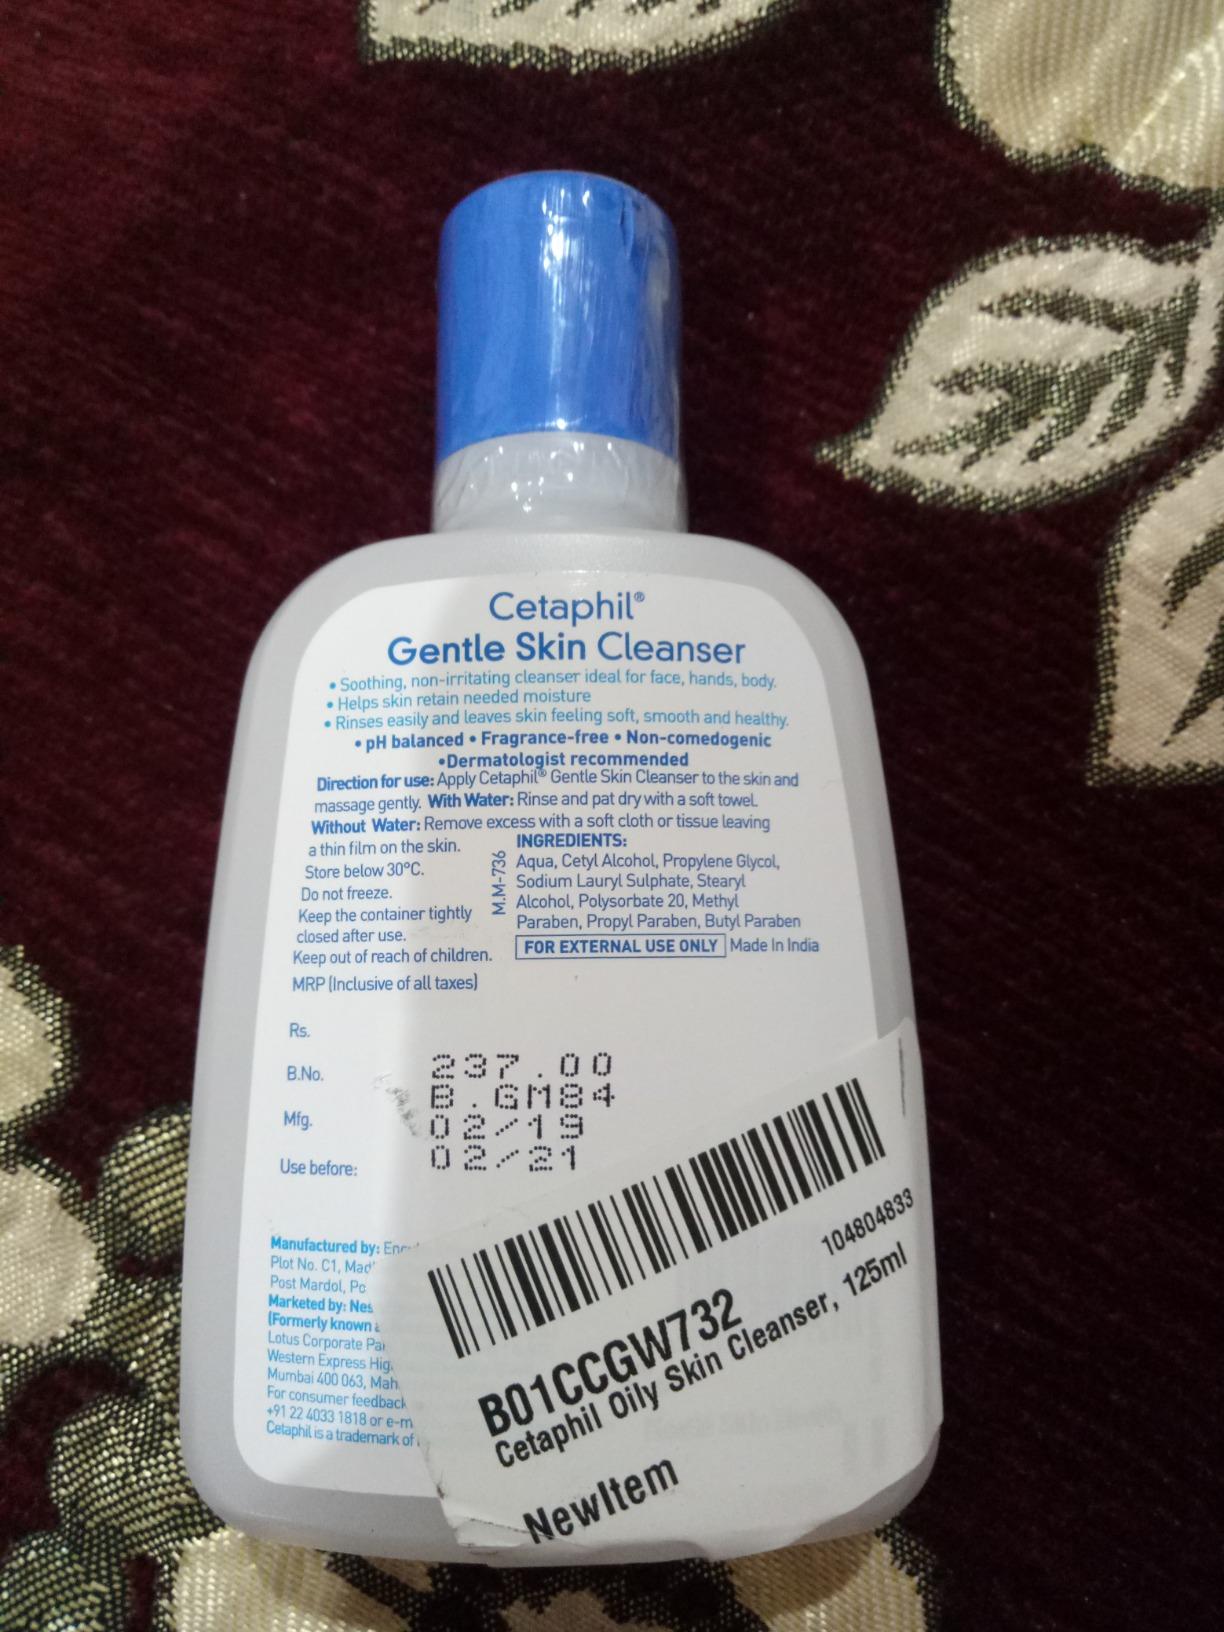 Cetaphil®
Gentle Skin Cleanser
• Soothing, non-irritating cleanser ideal for face, hands, body.
• Helps skin retain needed moisture
• Rinses easily and leaves skin feeling soft, smooth and healthy.
• pH balanced • Fragrance-free • Non-comedogenic
•Dermatologist recommended
Direction for use: Apply Cetaphil® Gentle Skin Cleanser to the skin and
massage gently. With Water: Rinse and pat dry with a soft towel.
Without Water: Remove excess with a soft cloth or tissue leaving
a thin film on the skin.
Store below 30°C.
Do not freeze.
Keep the container tightly
closed after use.
Keep out of reach of children.
M.M-736
INGREDIENTS:
Aqua, Cetyl Alcohol, Propylene Glycol,
Sodium Lauryl Sulphate, Stearyl
Alcohol, Polysorbate 20, Methyl
Paraben, Propyl Paraben, Butyl Paraben
FOR EXTERNAL USE ONLY Made In India
MRP (Inclusive of all taxes)
Rs. 237.00
B.No. B.GM84
Mfg. 02/19
Use before: 02/21
Manufactured by:
Plot No. C1,
Post Mardol,
Marketed by:
(Formerly known
Lotus Corporate
Western Express
Mumbai 400 063,
For consumer feedback
+91 22 4033 1818 or
Cetaphil is a trademark of
104804833
B01CCGW732
Cetaphil Oily Skin Cleanser, 125ml
NewItem